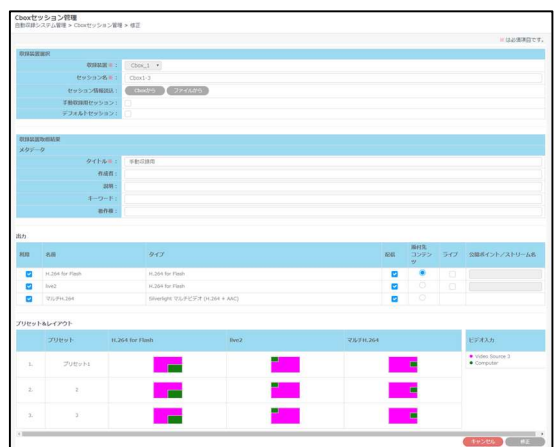 Cboxセッション管理
自動収録システム管理 > Cboxセッション管理 > 修正
※は必須項目です。
収録装置選択
収録装置※： Cbox_1
セッション名※： Cbox1-3
セッション情報読込： Cboxから ファイルから
手動収録用セッション：
デフォルトセッション：
収録装置取得結果
メタデータ
タイトル※： 手動収録用
作成者：
説明：
キーワード：
著作権：
出力
利用 名前 タイプ 配信 紐付先コンテンツ ライブ 公開ポイント/ストリーム名
H.264 for Flash H.264 for Flash
live2 H.264 for Flash
マルチH.264 Silverlight マルチビデオ (H.264 + AAC)
プリセット&レイアウト
プリセット H.264 for Flash live2 マルチH.264 ビデオ入力
1. プリセット1
Video Source 2
Computer
2. 2
3. 3
キャンセル 修正